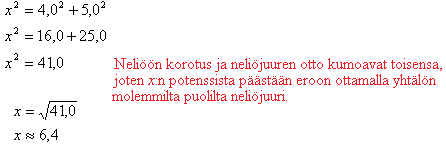 x² = 4,0² + 5,0²
x² = 16,0 + 25,0
x² = 41,0
Neliöön korotus ja neliöjuuren otto kumoavat toisensa,
joten x:n potenssista päästään eroon ottamalla yhtälön
molemmilta puolilta neliöjuuri.
x = √41,0
x ≈ 6,4